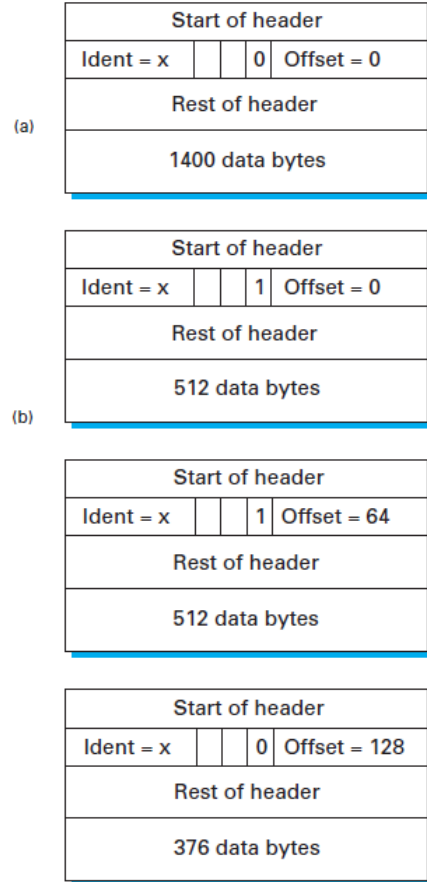 Start of header
Ident = x 0 Offset = 0
Rest of header
(a)
1400 data bytes
Start of header
Ident = x 1 Offset = 0
Rest of header
512 data bytes
(b)
Start of header
Ident = x 1 Offset = 64
Rest of header
512 data bytes
Start of header
Ident = x 0 Offset = 128
Rest of header
376 data bytes